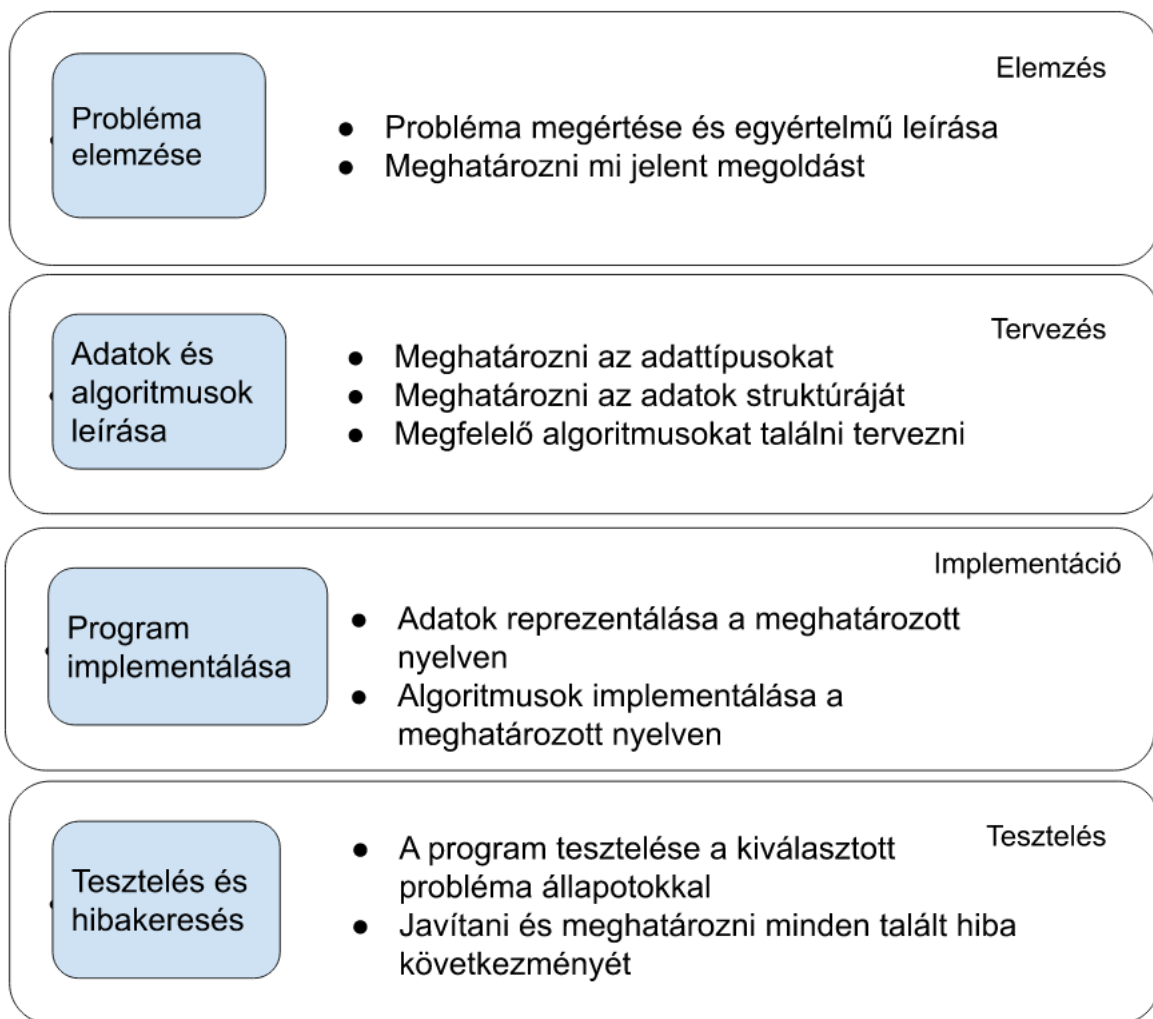 Elemzés
Probléma
elemzése
● Probléma megértése és egyértelmű leírása
● Meghatározni mi jelent megoldást
Tervezés
Adatok és
algoritmusok
leírása
● Meghatározni az adattípusokat
● Meghatározni az adatok struktúráját
● Megfelelő algoritmusokat találni tervezni
Implementáció
Program
implementálása
● Adatok reprezentálása a meghatározott
nyelven
● Algoritmusok implementálása a
meghatározott nyelven
Tesztelés
Tesztelés és
hibakeresés
● A program tesztelése a kiválasztott
probléma állapotokkal
● Javítani és meghatározni minden talált hiba
következményét